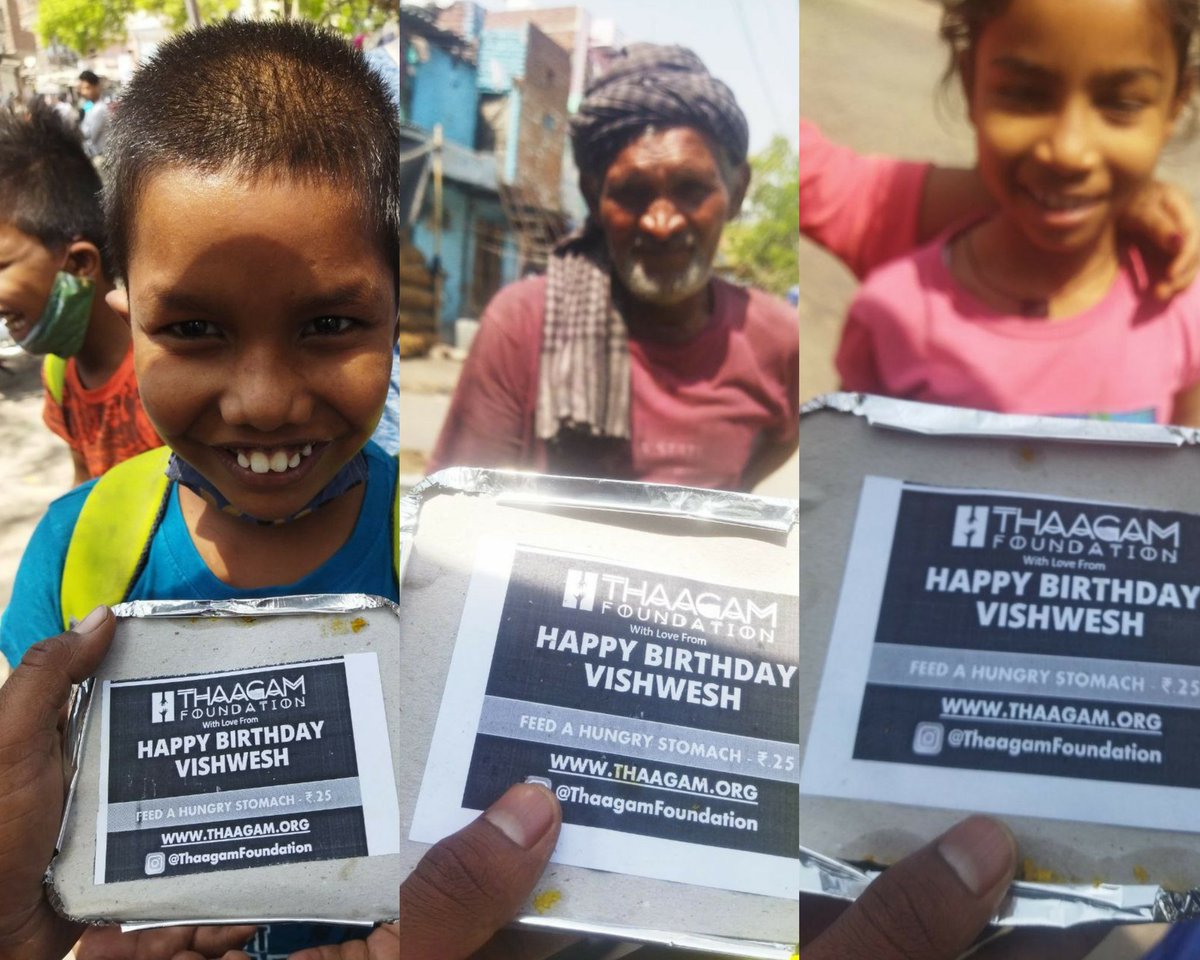 THAAGAM
FOUNDATION
With Love From
HAPPY BIRTHDAY
VISHWESH
FEED A HUNGRY STOMACH - ₹.25
WWW.THAAGAM.ORG
@ThaagamFoundation
THAAGAM
FOUNDATION
With Love From
HAPPY BIRTHDAY
VISHWESH
FEED A HUNGRY STOMACH - ₹.25
WWW.THAAGAM.ORG
@ThaagamFoundation
THAAGAM
FOUNDATION
With Love From
HAPPY BIRTHDAY
VISHWESH
FEED A HUNGRY STOMACH - ₹.25
WWW.THAAGAM.ORG
@ThaagamFoundation